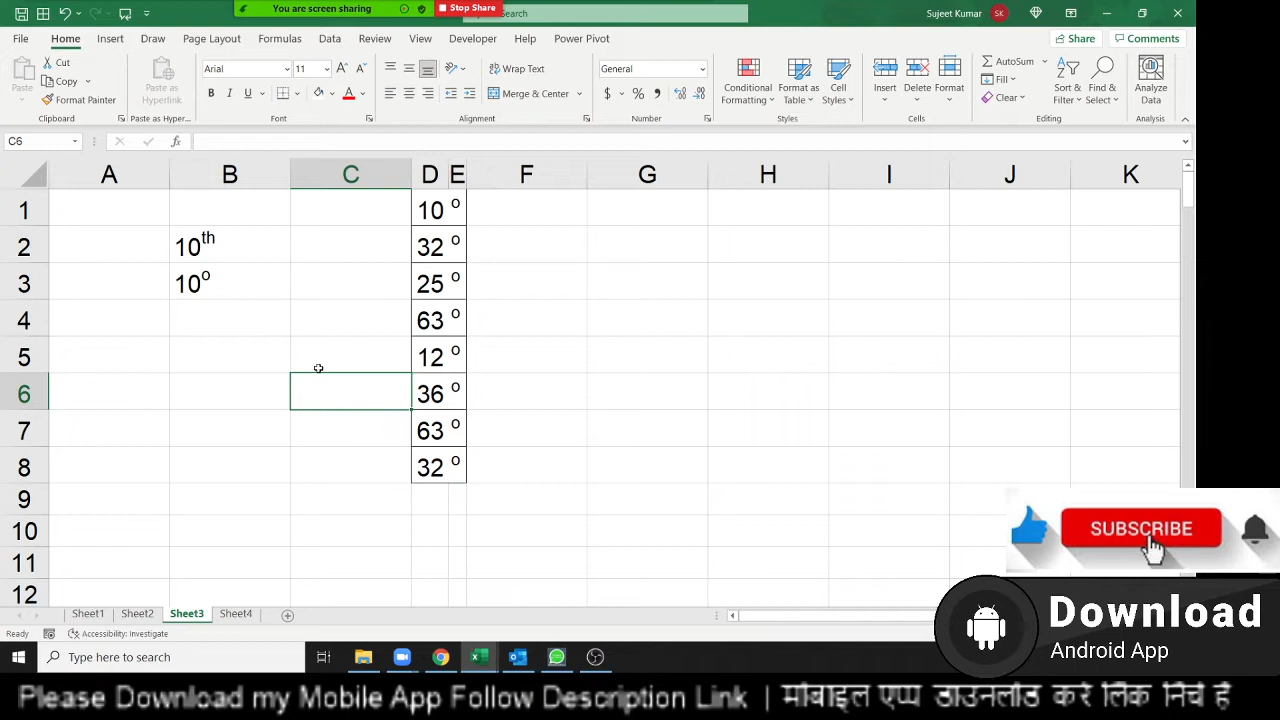 You are screen sharing
Stop Share
Search
Sujeet Kumar
SK
File Home Insert Draw Page Layout Formulas Data Review View Developer Help Power Pivot
Share Comments
Paste
Cut
Copy
Format Painter
Paste as
Hyperlink
Arial 11
B I U
A A
Wrap Text
Merge & Center
General
$ % ,
Conditional
Formatting
Format as
Table
Cell
Styles
Insert
Delete
Format
AutoSum
Fill
Clear
Sort &
Filter
Find &
Select
Analyze
Data
Clipboard Paste as Hyper... Font Alignment Number Styles Cells Editing Analysis
C6 fx
A B C D E F G H I J K
1 10 o
2 10th 32 o
3 10o 25 o
4 63 o
5 12 o
6 36 o
7 63 o
8 32 o
9
10
11
12
SUBSCRIBE
Download
Android App
Sheet1 Sheet2 Sheet3 Sheet4
Ready Accessibility: Investigate
Type here to search
Please Download my Mobile App Follow Description Link | मोबाइल एप्प डाउनलोड करे लिंक निचे है